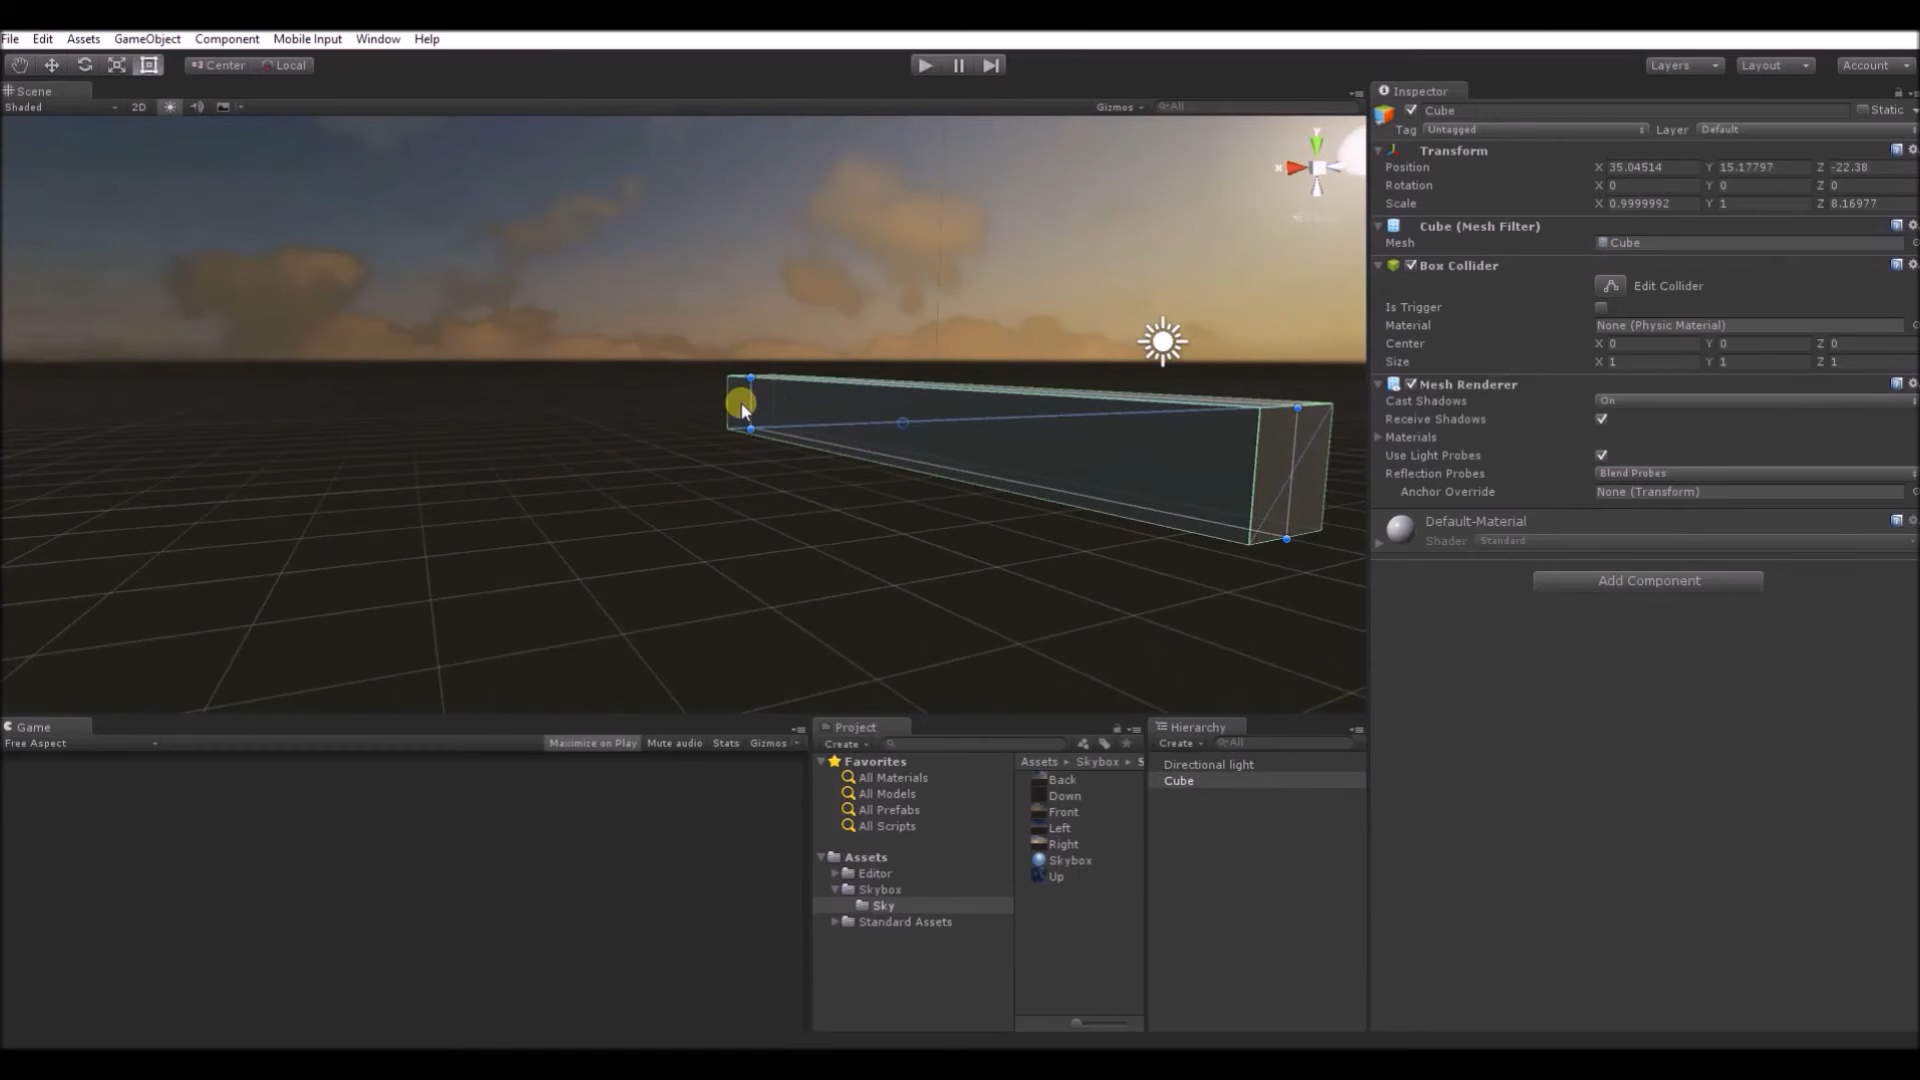 File Edit Assets GameObject Component Mobile Input Window Help
Center Local
Layers Layout Account
Scene
Shaded 2D Gizmos All
Inspector
Cube Static
Tag Untagged Layer Default
Transform
Position X 35.04514 Y 15.17797 Z -22.38
Rotation X 0 Y 0 Z 0
Scale X 0.9999992 Y 1 Z 8.16977
Cube (Mesh Filter)
Mesh Cube
Box Collider
Edit Collider
Is Trigger
Material None (Physic Material)
Center X 0 Y 0 Z 0
Size X 1 Y 1 Z 1
Mesh Renderer
Cast Shadows On
Receive Shadows
Materials
Use Light Probes
Reflection Probes Blend Probes
Anchor Override None (Transform)
Default-Material
Shader Standard
Add Component
y
x
Game
Free Aspect Maximize on Play Mute audio Stats Gizmos
Project
Create
Favorites
All Materials
All Models
All Prefabs
All Scripts
Assets
Editor
Skybox
Sky
Standard Assets
Assets Skybox S
Back
Down
Front
Left
Right
Skybox
Up
Hierarchy
Create All
Directional light
Cube